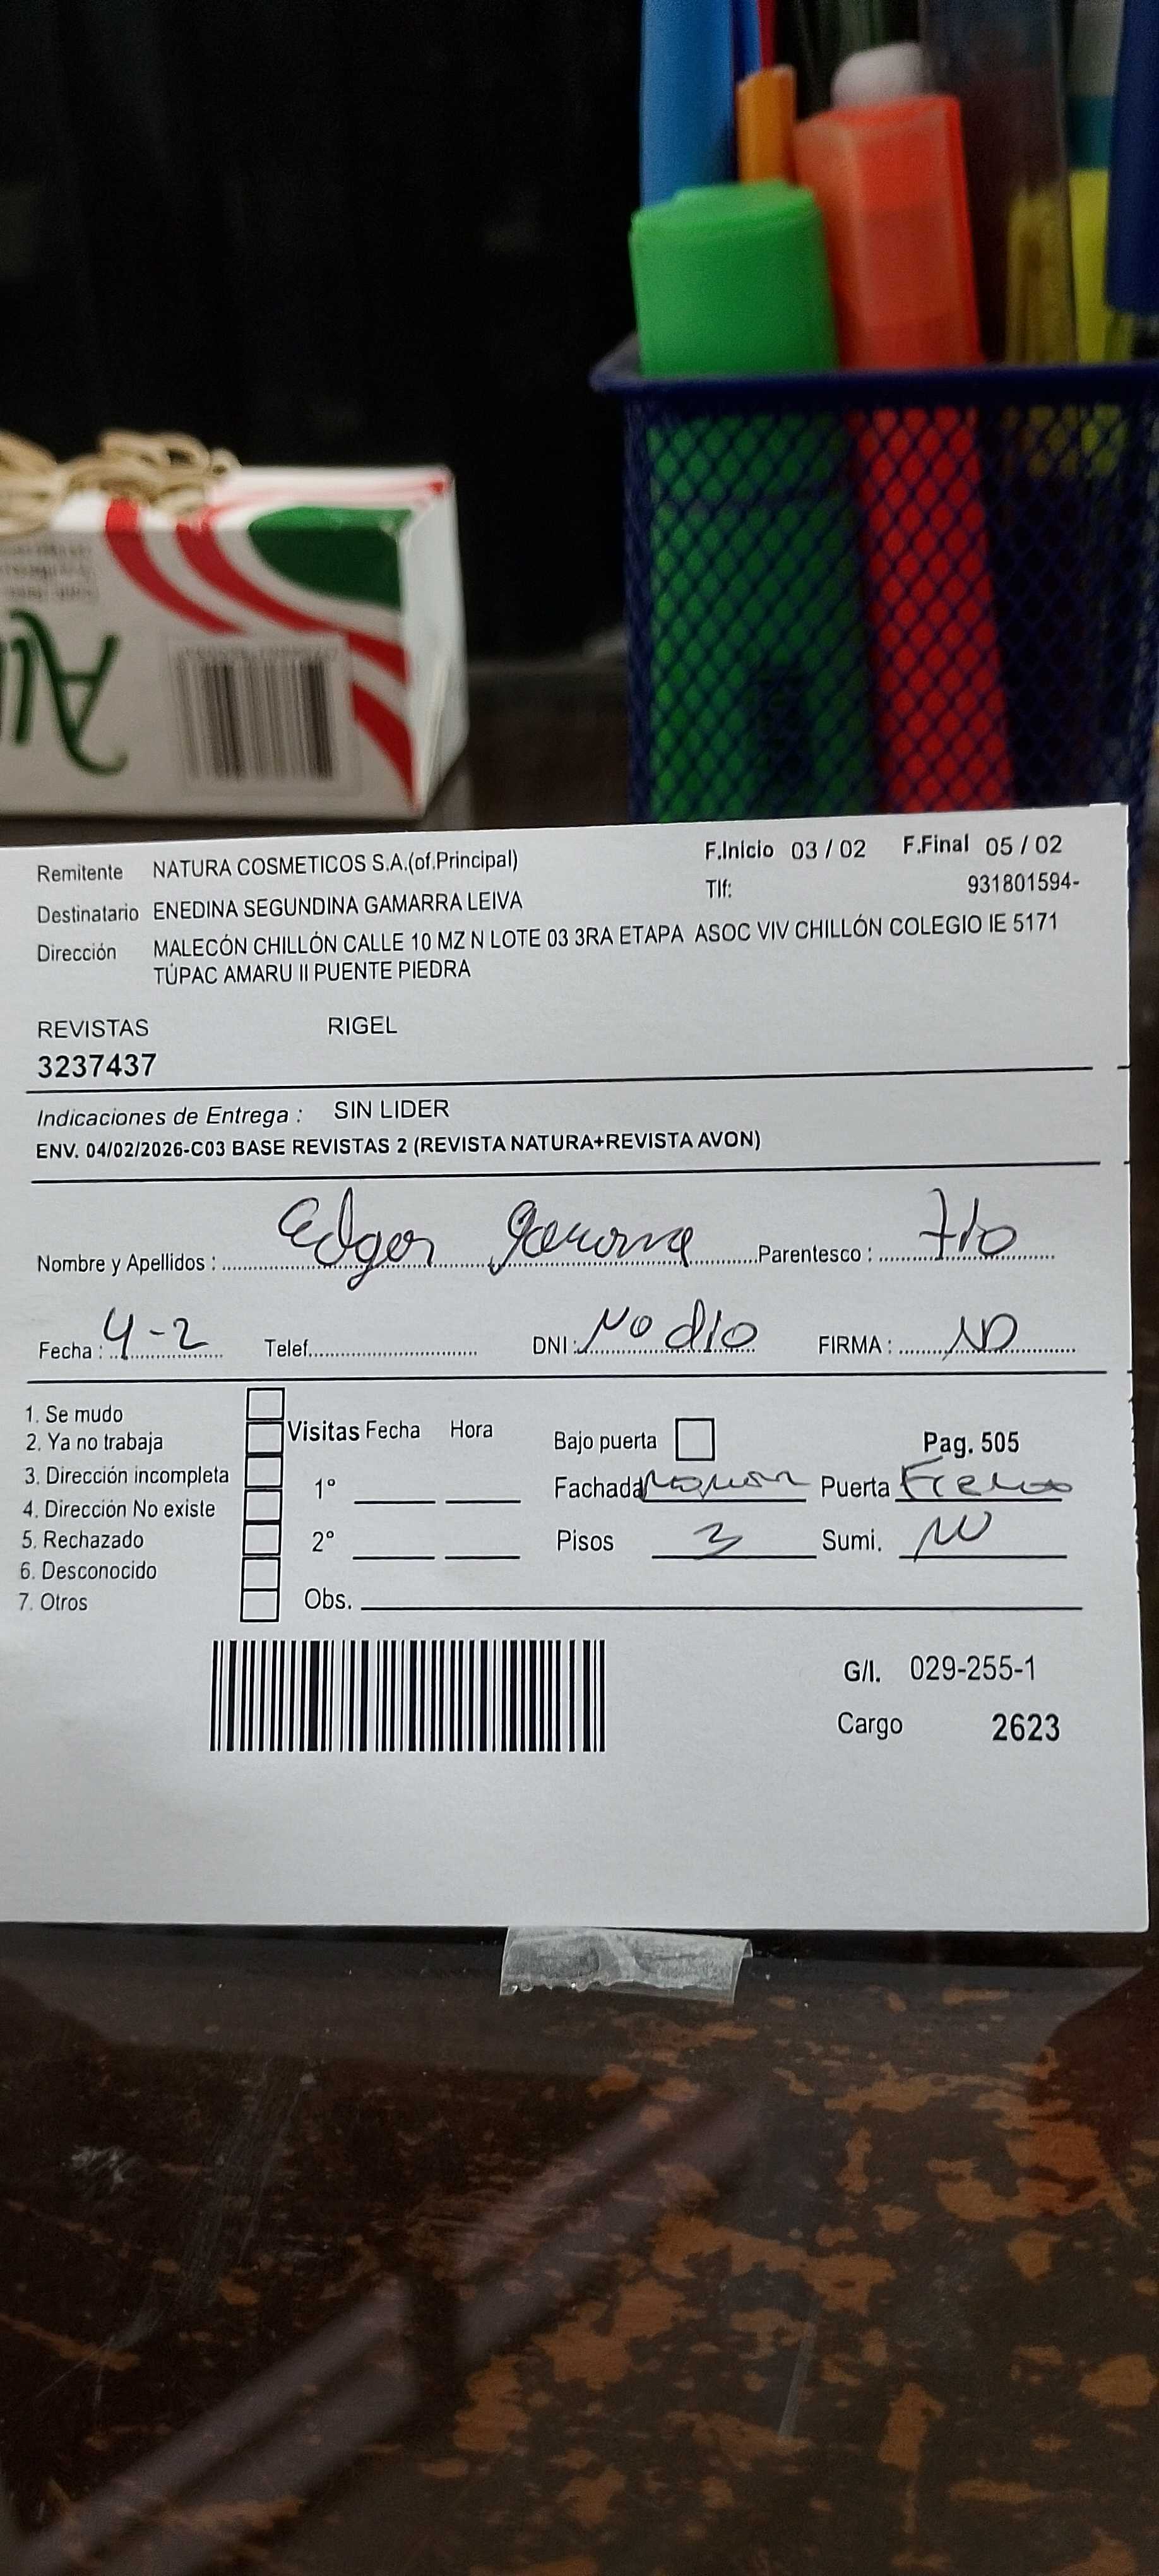 Remitente NATURA COSMETICOS S.A.(of.Principal) F.Inicio 03 / 02 F.Final 05 / 02
Destinatario ENEDINA SEGUNDINA GAMARRA LEIVA Tlf: 931801594-
Dirección MALECÓN CHILLÓN CALLE 10 MZ N LOTE 03 3RA ETAPA ASOC VIV CHILLÓN COLEGIO IE 5171
TÚPAC AMARU II PUENTE PIEDRA
REVISTAS RIGEL
3237437
Indicaciones de Entrega : SIN LIDER
ENV. 04/02/2026-C03 BASE REVISTAS 2 (REVISTA NATURA+REVISTA AVON)
Nombre y Apellidos : Edgar Parentesco : Tío
Fecha : 4-2 Telef. DNI : No dio FIRMA : ND
1. Se mudo
2. Ya no trabaja Visitas Fecha Hora Bajo puerta Pag. 505
3. Dirección incompleta 1° Fachada Puerta
4. Dirección No existe
5. Rechazado 2° Pisos 3 Sumi. NO
6. Desconocido
7. Otros Obs.
G/I. 029-255-1
Cargo 2623